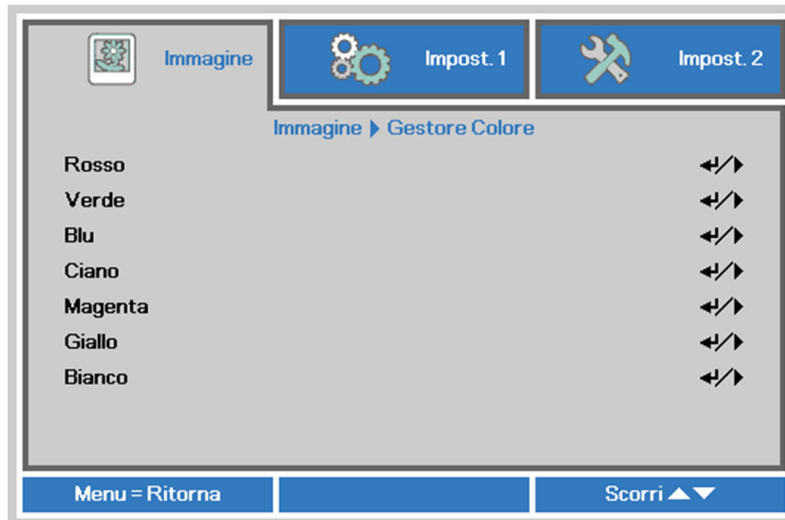 Immagine Impost. 1 Impost. 2
Immagine Gestore Colore
Rosso
Verde
Blu
Ciano
Magenta
Giallo
Bianco
Menu = Ritorna Scorri